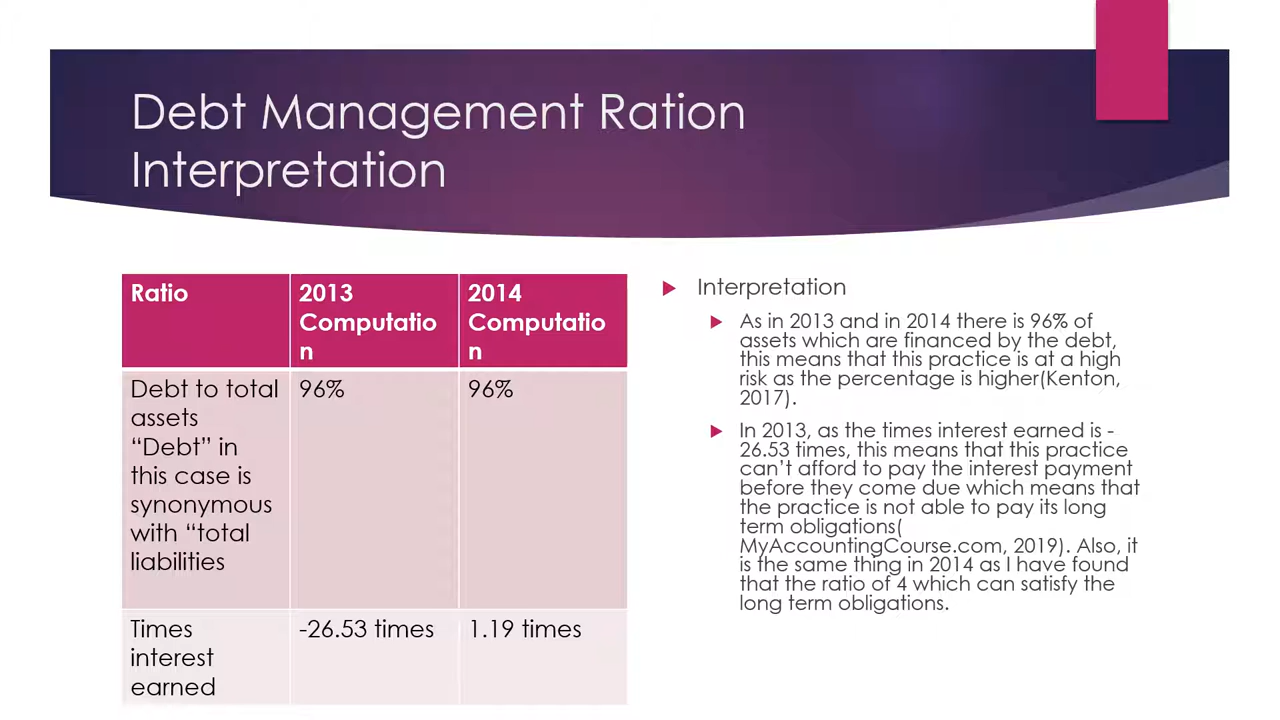 Debt Management Ration
Interpretation
Ratio
2013
Computatio
n
2014
Computatio
n
Debt to total
assets
“Debt” in
this case is
synonymous
with “total
liabilities
96%
96%
Times
interest
earned
-26.53 times
1.19 times
Interpretation
As in 2013 and in 2014 there is 96% of
assets which are financed by the debt,
this means that this practice is at a high
risk as the percentage is higher(Kenton,
2017).
In 2013, as the times interest earned is -
26.53 times, this means that this practice
can’t afford to pay the interest payment
before they come due which means that
the practice is not able to pay its long
term obligations(
MyAccountingCourse.com, 2019). Also, it
is the same thing in 2014 as I have found
that the ratio of 4 which can satisfy the
long term obligations.